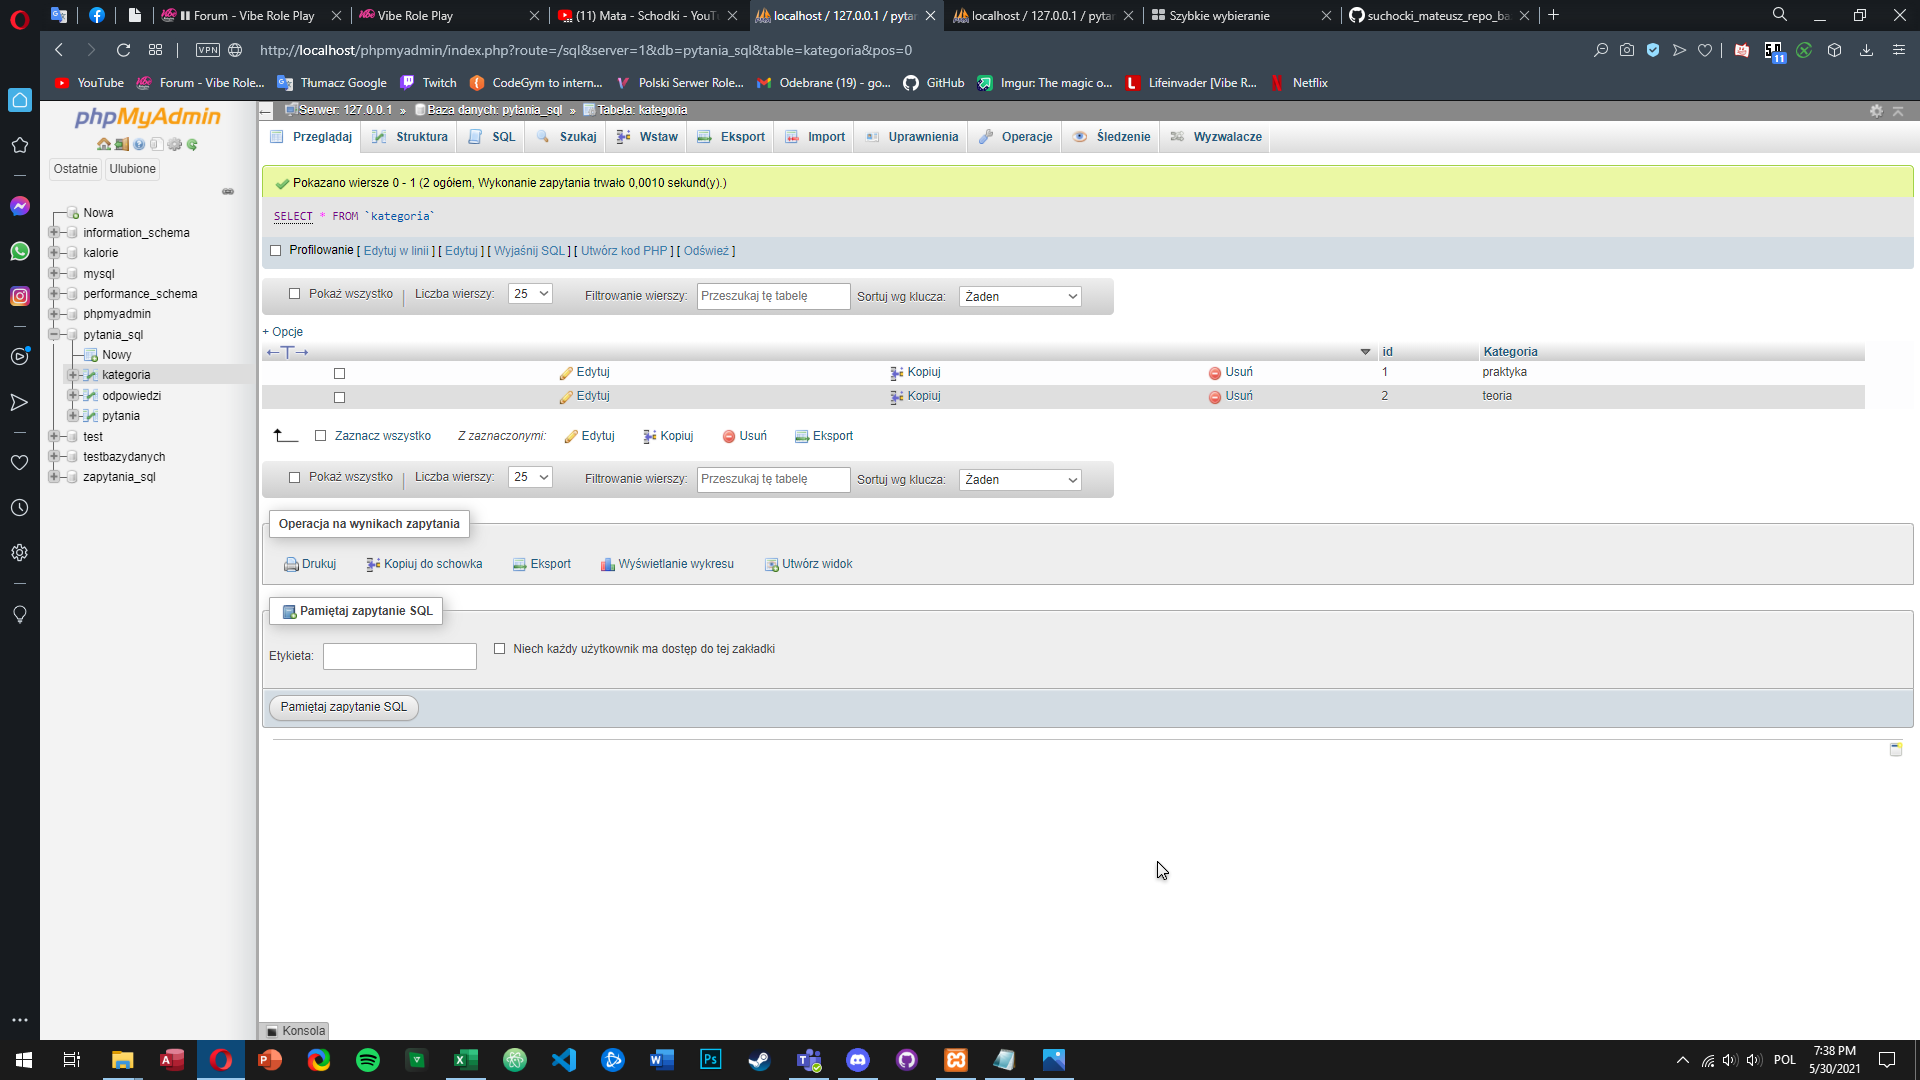 Forum - Vibe Role Play
Vibe Role Play
(11) Mata - Schodki - YouTu
localhost / 127.0.0.1 / pytan
localhost / 127.0.0.1 / pytan
Szybkie wybieranie
suchocki_mateusz_repo_ba
VPN
http://localhost/phpmyadmin/index.php?route=/sql&server=1&db=pytania_sql&table=kategoria&pos=0
11
YouTube
Forum - Vibe Role...
Tłumacz Google
Twitch
CodeGym to intern...
Polski Serwer Role...
Odebrane (19) - go...
GitHub
Imgur: The magic o...
Lifeinvader [Vibe R...
Netflix
phpMyAdmin
Ostatnie
Ulubione
Nowa
information_schema
kalorie
mysql
performance_schema
phpmyadmin
pytania_sql
Nowy
kategoria
odpowiedzi
pytania
test
testbazydanych
zapytania_sql
Serwer: 127.0.0.1 » Baza danych: pytania_sql » Tabela: kategoria
Przeglądaj
Struktura
SQL
Szukaj
Wstaw
Eksport
Import
Uprawnienia
Operacje
Śledzenie
Wyzwalacze
Pokazano wiersze 0 - 1 (2 ogółem, Wykonanie zapytania trwało 0,0010 sekund(y).)
SELECT * FROM `kategoria`
Profilowanie [ Edytuj w linii ] [ Edytuj ] [ Wyjaśnij SQL ] [ Utwórz kod PHP ] [ Odśwież ]
Pokaż wszystko | Liczba wierszy: 25 Filtrowanie wierszy: Przeszukaj tę tabelę Sortuj wg klucza: Żaden
+ Opcje
←T→ id Kategoria
Edytuj Kopiuj Usuń 1 praktyka
Edytuj Kopiuj Usuń 2 teoria
Zaznacz wszystko Z zaznaczonymi: Edytuj Kopiuj Usuń Eksport
Pokaż wszystko | Liczba wierszy: 25 Filtrowanie wierszy: Przeszukaj tę tabelę Sortuj wg klucza: Żaden
Operacja na wynikach zapytania
Drukuj Kopiuj do schowka Eksport Wyświetlanie wykresu Utwórz widok
Pamiętaj zapytanie SQL
Etykieta: Niech każdy użytkownik ma dostęp do tej zakładki
Pamiętaj zapytanie SQL
Konsola
POL
7:38 PM
5/30/2021